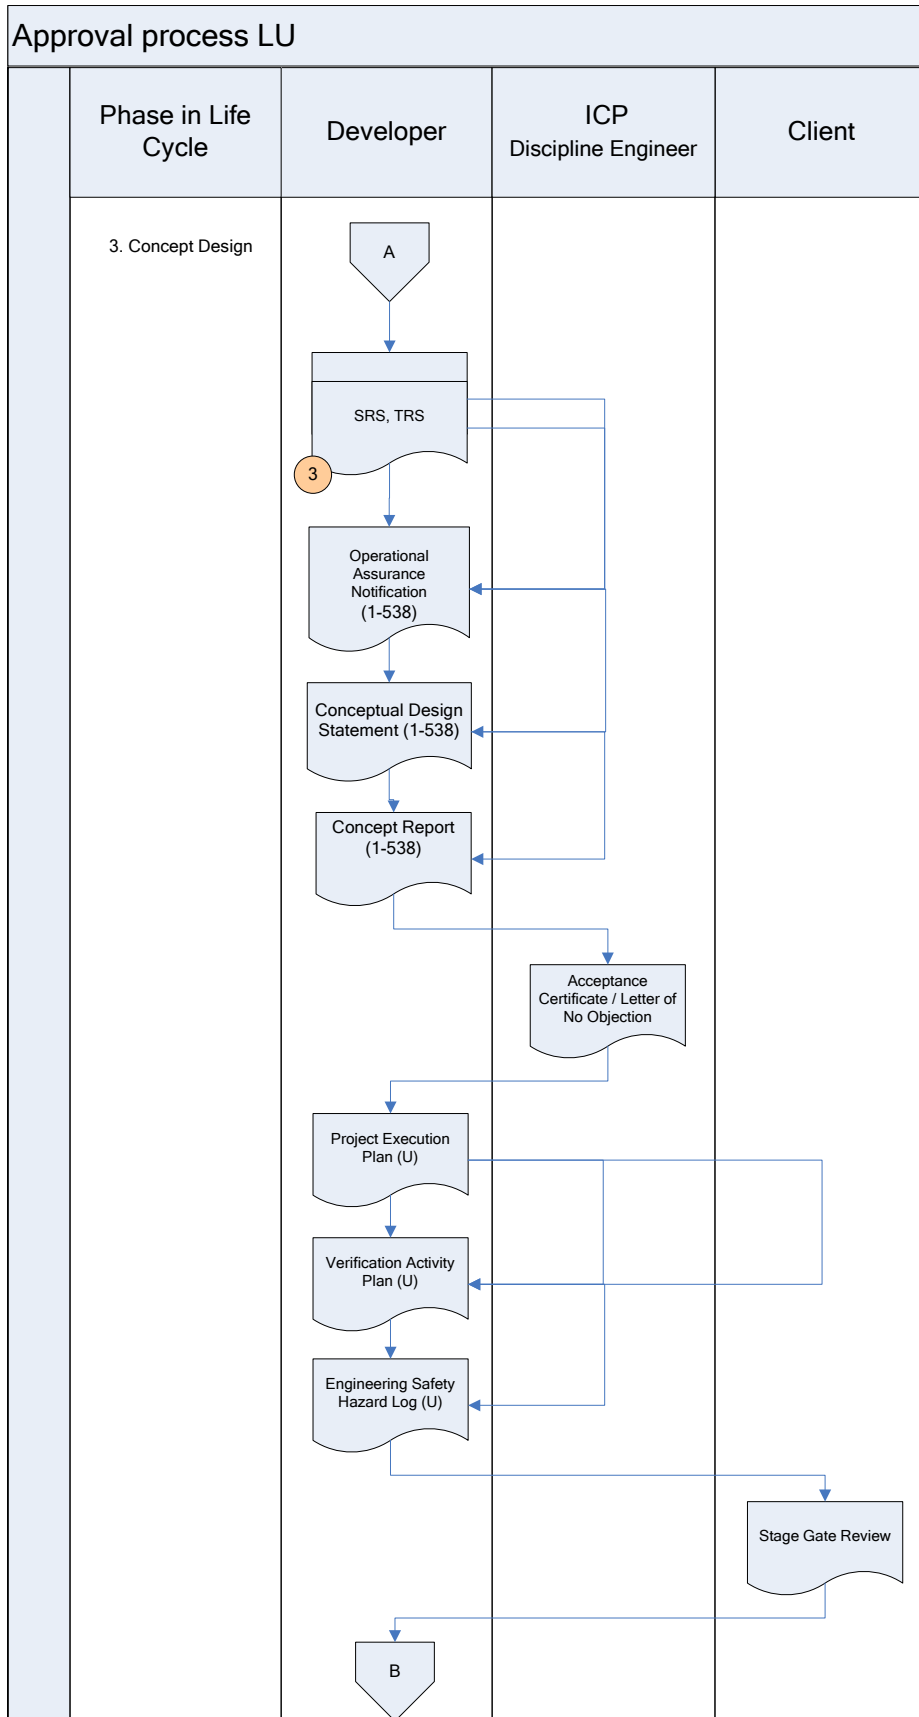 Approval process LU
Phase in Life
Cycle
Developer
ICP
Discipline Engineer
Client
3. Concept Design
A
SRS, TRS
3
Operational
Assurance
Notification
(1-538)
Conceptual Design
Statement (1-538)
Concept Report
(1-538)
Acceptance
Certificate / Letter of
No Objection
Project Execution
Plan (U)
Verification Activity
Plan (U)
Engineering Safety
Hazard Log (U)
Stage Gate Review
B